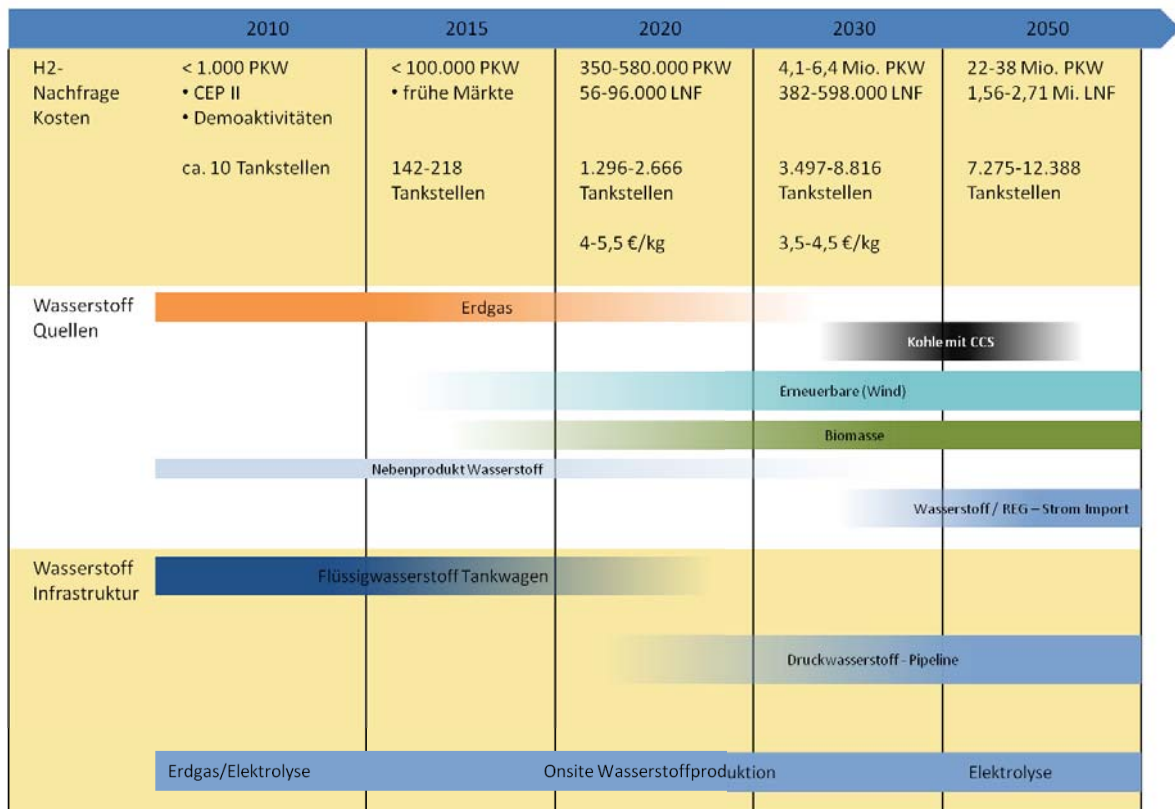 2010 2015 2020 2030 2050
H2-
Nachfrage
Kosten
< 1.000 PKW
• CEP II
• Demoaktivitäten
ca. 10 Tankstellen
< 100.000 PKW
• frühe Märkte
142-218
Tankstellen
350-580.000 PKW
56-96.000 LNF
1.296-2.666
Tankstellen
4-5,5 €/kg
4,1-6,4 Mio. PKW
382-598.000 LNF
3.497-8.816
Tankstellen
3,5-4,5 €/kg
22-38 Mio. PKW
1,56-2,71 Mi. LNF
7.275-12.388
Tankstellen
Wasserstoff
Quellen
Erdgas
Kohle mit CCS
Erneuerbare (Wind)
Biomasse
Nebenprodukt Wasserstoff
Wasserstoff / REG – Strom Import
Wasserstoff
Infrastruktur
Flüssigwasserstoff Tankwagen
Druckwasserstoff - Pipeline
Erdgas/Elektrolyse Onsite Wasserstoffproduktion Elektrolyse